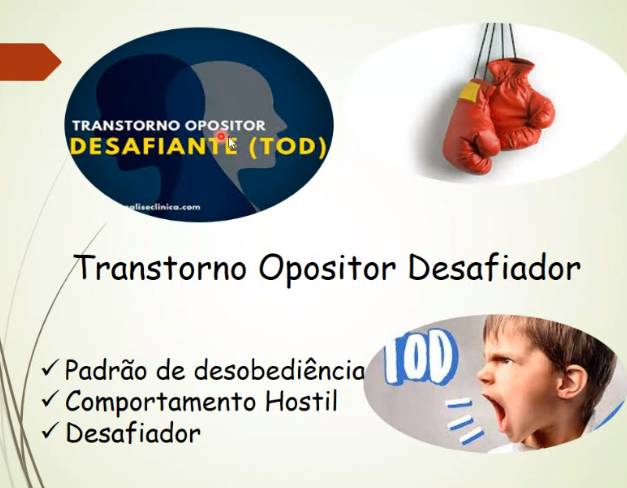 TRANSTORNO OPOSITOR
DESAFIANTE (TOD)
Transtorno Opositor Desafiador
TOD
Padrão de desobediência
Comportamento Hostil
Desafiador